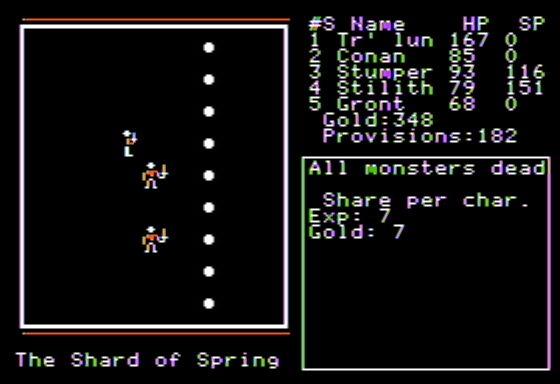 #S Name HP SP
1 Tr' lun 167 0
2 Conan 85 0
3 Stumper 93 116
4 Stilith 79 151
5 Gront 68 0
Gold:348
Provisions:182
All monsters dead
Share per char.
Exp: 7
Gold: 7
The Shard of Spring